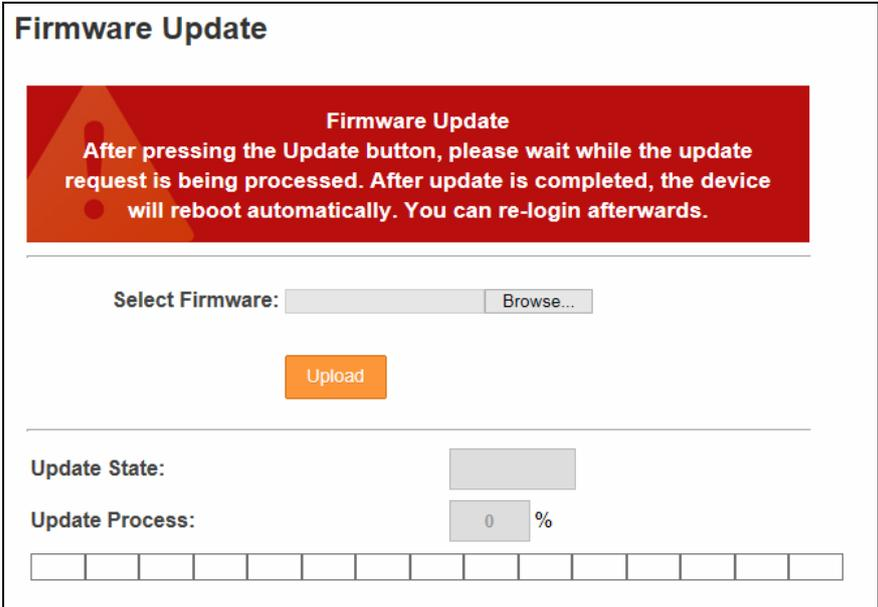 Firmware Update
Firmware Update
After pressing the Update button, please wait while the update
request is being processed. After update is completed, the device
will reboot automatically. You can re-login afterwards.
Select Firmware: Browse...
Upload
Update State:
Update Process: 0 %